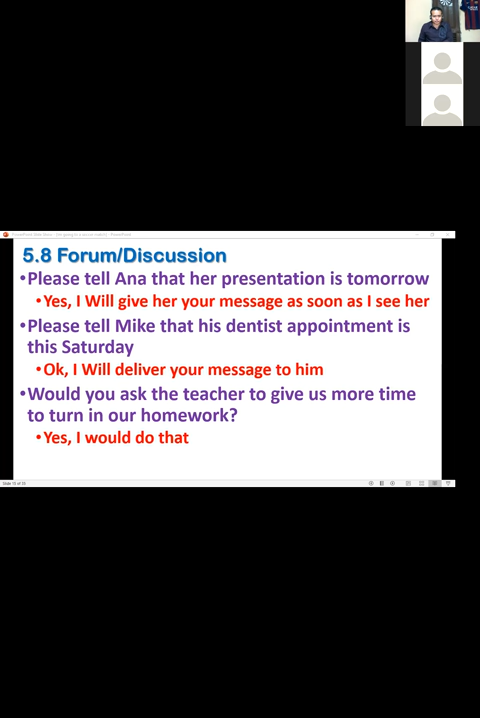 5.8 Forum/Discussion
•Please tell Ana that her presentation is tomorrow
•Yes, I Will give her your message as soon as I see her
•Please tell Mike that his dentist appointment is
this Saturday
•Ok, I Will deliver your message to him
•Would you ask the teacher to give us more time
to turn in our homework?
•Yes, I would do that